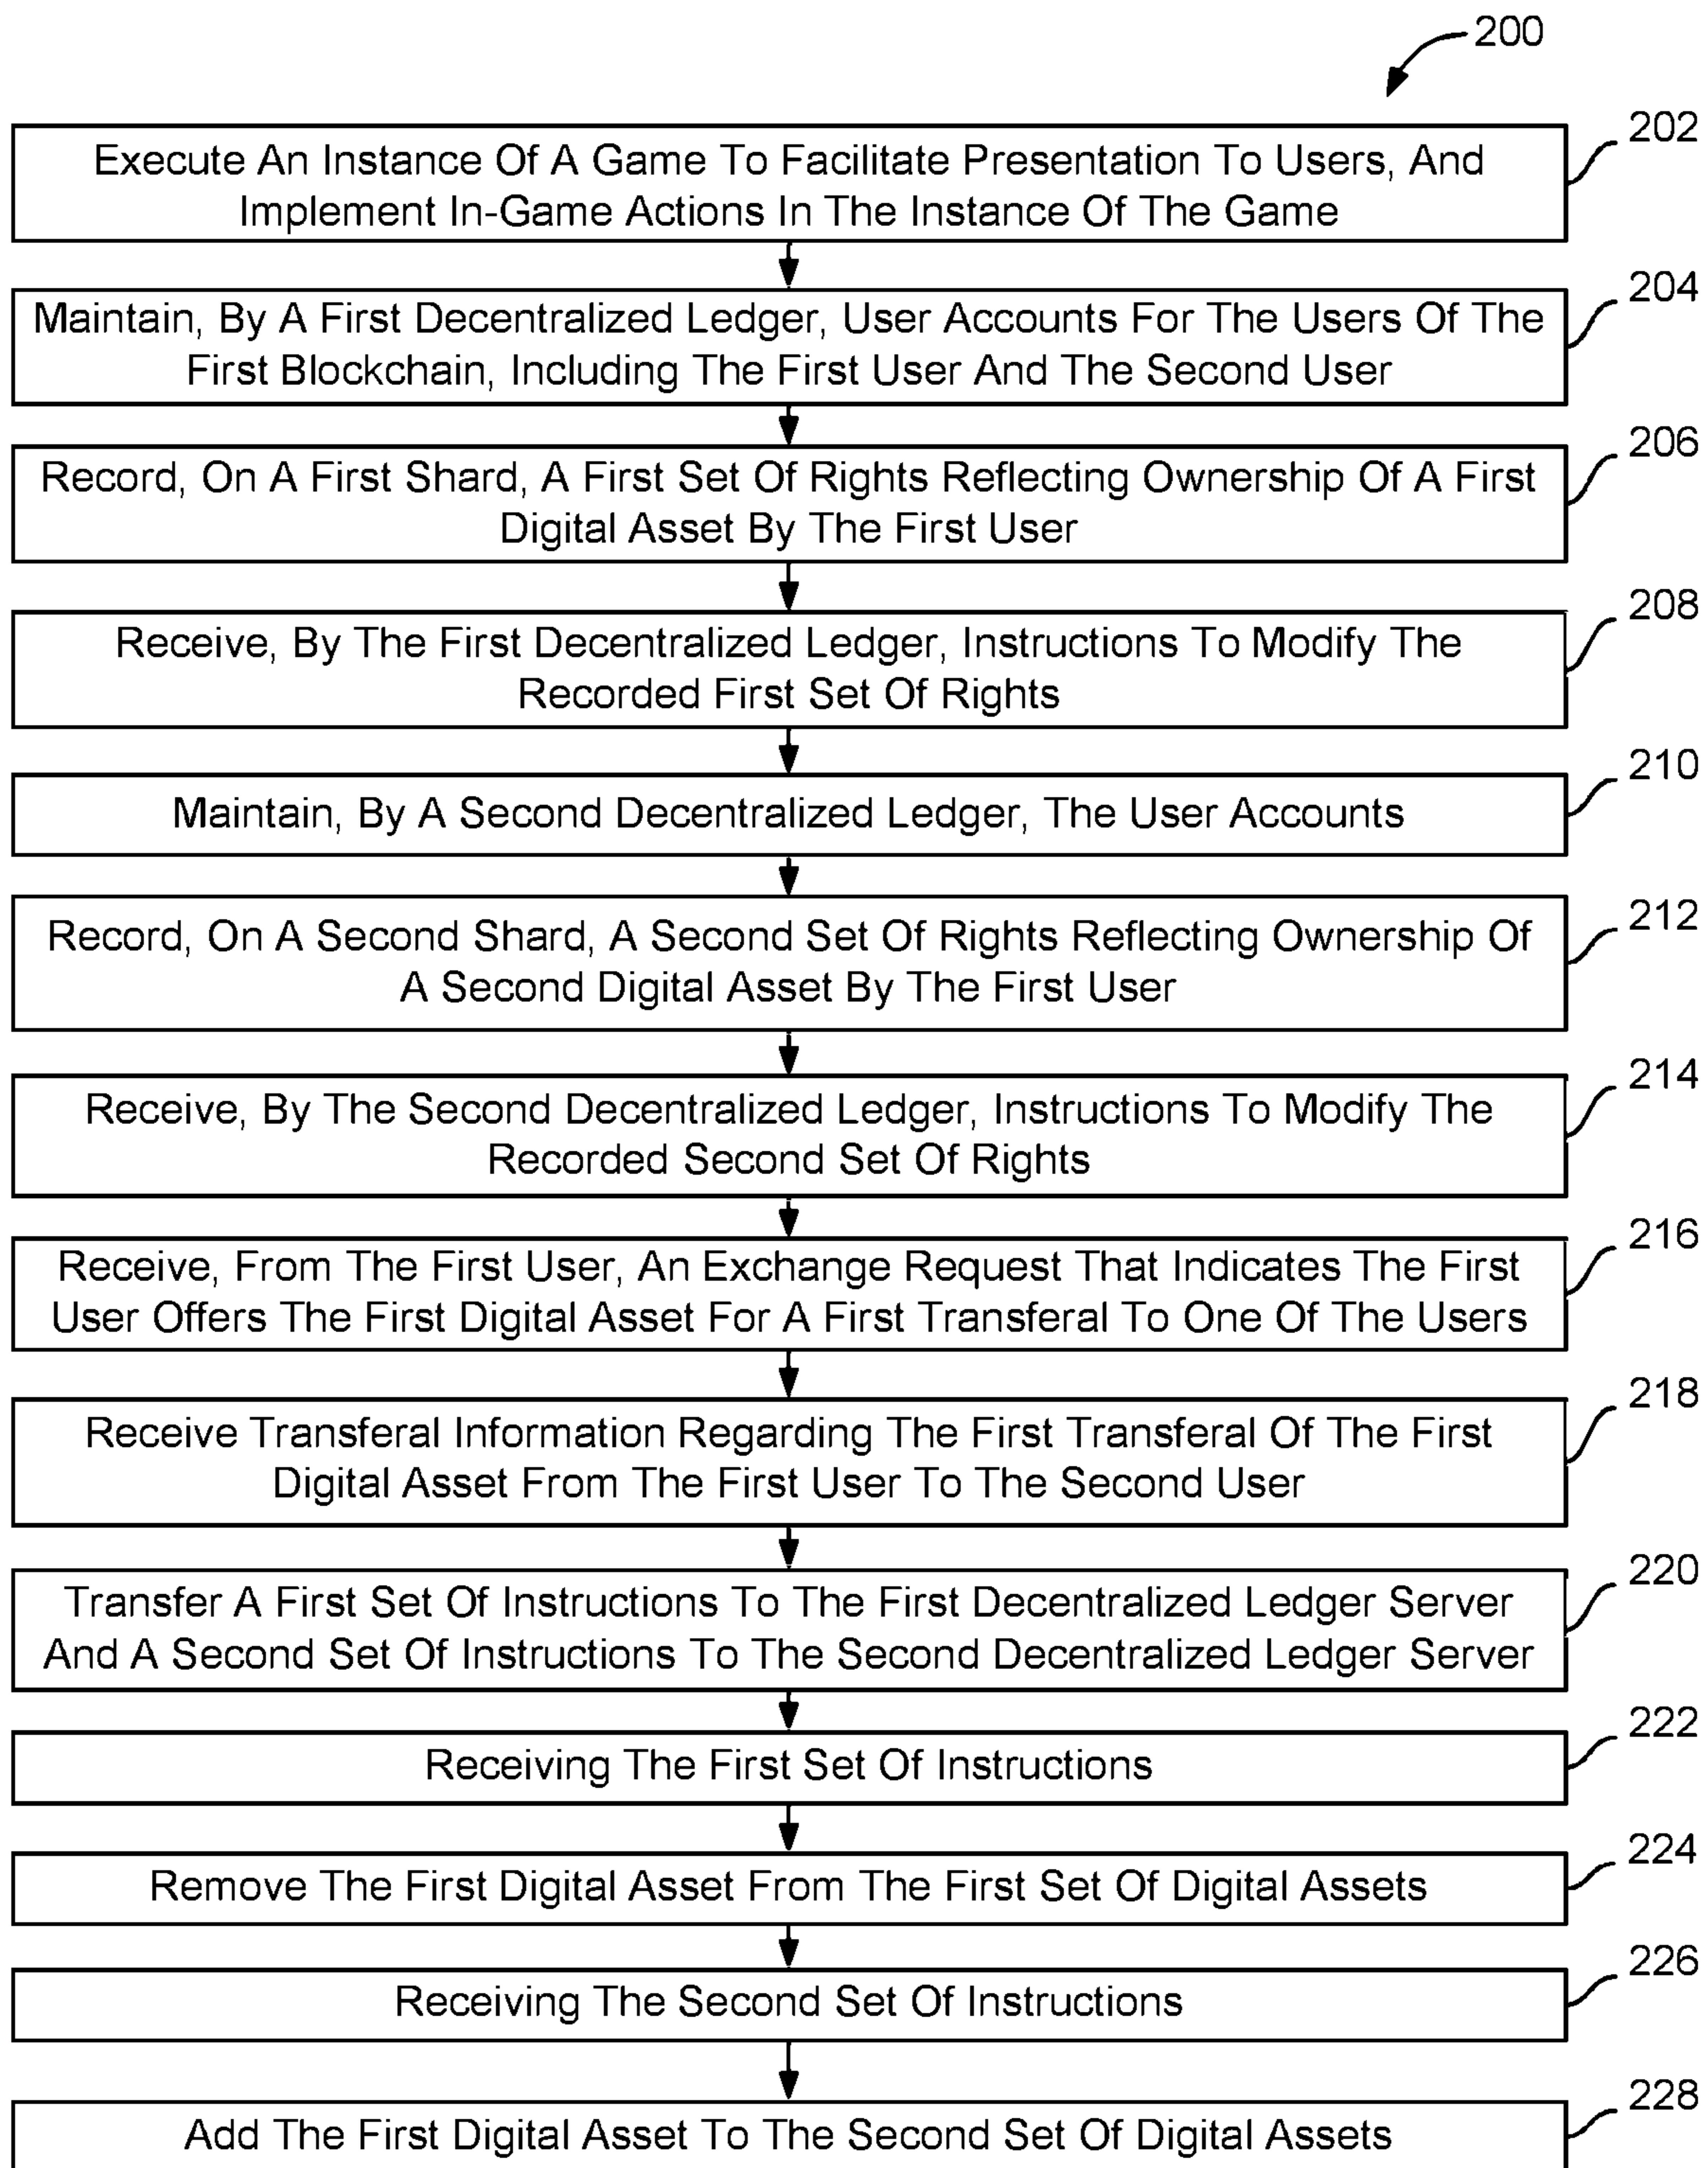 200
202
Execute An Instance Of A Game To Facilitate Presentation To Users, And
Implement In-Game Actions In The Instance Of The Game
204
Maintain, By A First Decentralized Ledger, User Accounts For The Users Of The
First Blockchain, Including The First User And The Second User
206
Record, On A First Shard, A First Set Of Rights Reflecting Ownership Of A First
Digital Asset By The First User
208
Receive, By The First Decentralized Ledger, Instructions To Modify The
Recorded First Set Of Rights
210
Maintain, By A Second Decentralized Ledger, The User Accounts
212
Record, On A Second Shard, A Second Set Of Rights Reflecting Ownership Of
A Second Digital Asset By The First User
214
Receive, By The Second Decentralized Ledger, Instructions To Modify The
Recorded Second Set Of Rights
216
Receive, From The First User, An Exchange Request That Indicates The First
User Offers The First Digital Asset For A First Transferal To One Of The Users
218
Receive Transferal Information Regarding The First Transferal Of The First
Digital Asset From The First User To The Second User
220
Transfer A First Set Of Instructions To The First Decentralized Ledger Server
And A Second Set Of Instructions To The Second Decentralized Ledger Server
222
Receiving The First Set Of Instructions
224
Remove The First Digital Asset From The First Set Of Digital Assets
226
Receiving The Second Set Of Instructions
228
Add The First Digital Asset To The Second Set Of Digital Assets